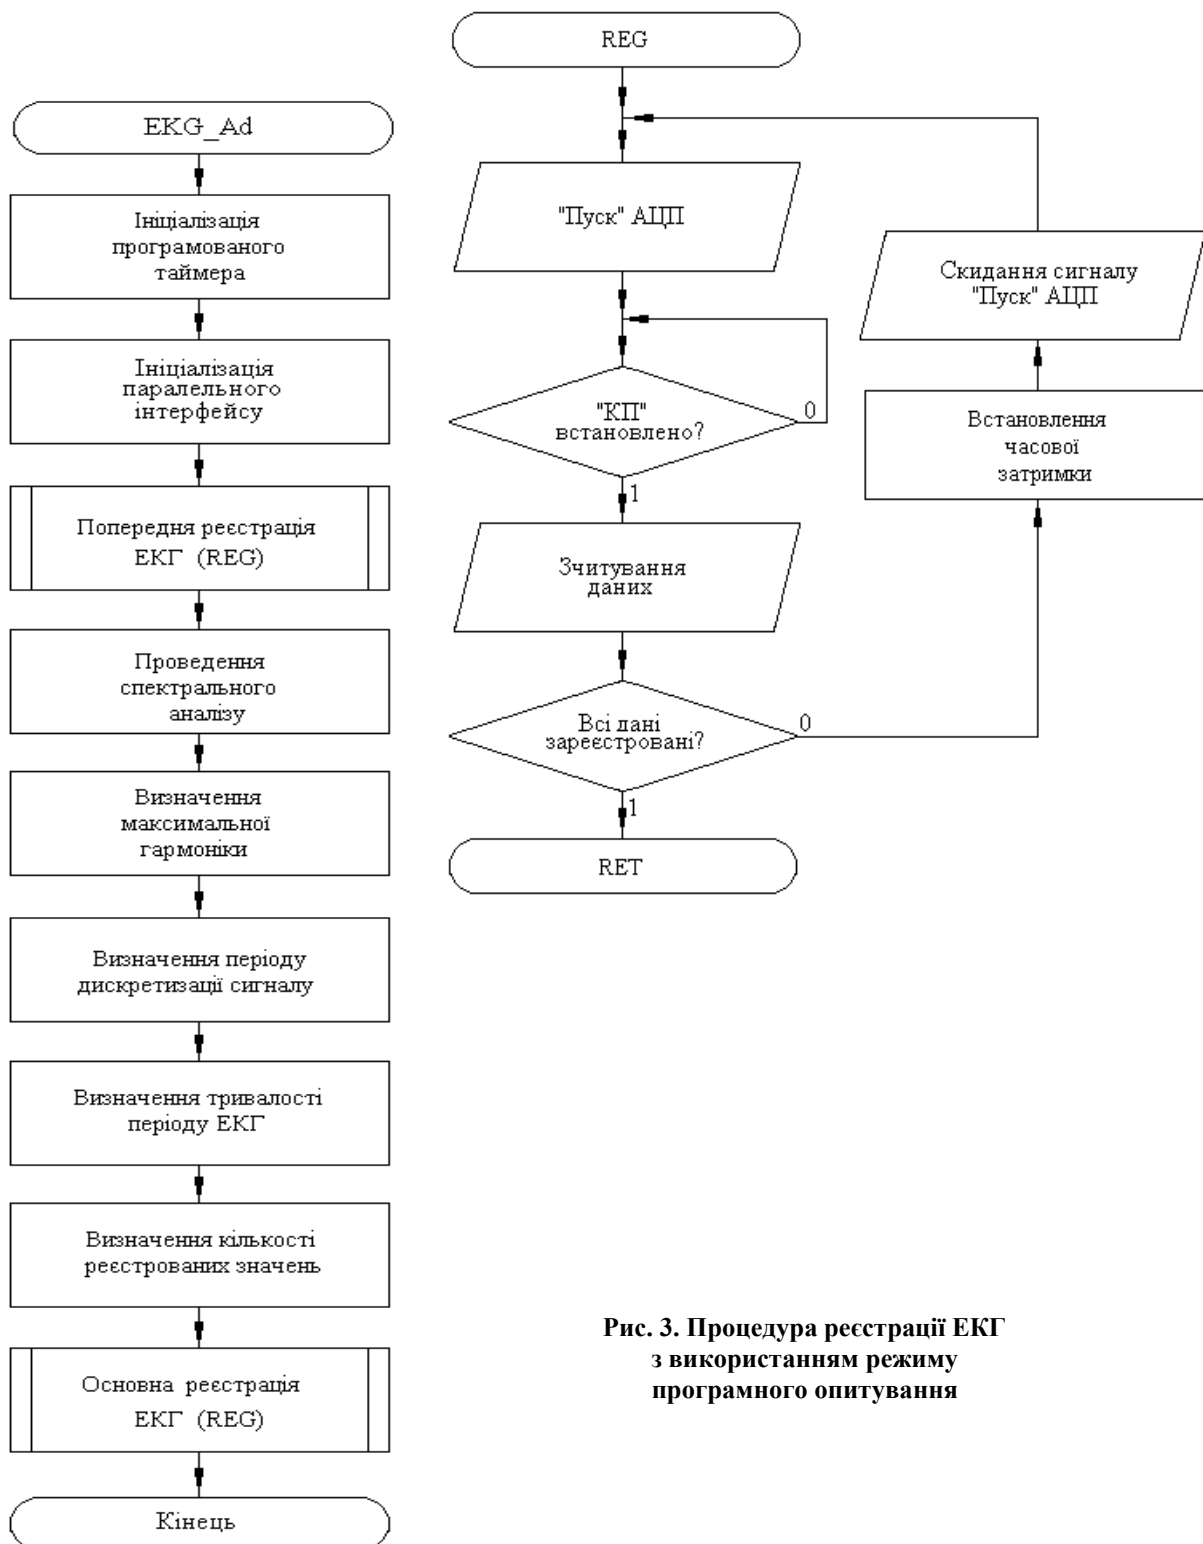 EKG_Ad
Ініціалізація
програмованого
таймера
Ініціалізація
паралельного
інтерфейсу
Попередня реєстрація
ЕКГ (REG)
Проведення
спектрального
аналізу
Визначення
максимальної
гармоніки
Визначення періоду
дискретизації сигналу
Визначення тривалості
періоду ЕКГ
Визначення кількості
реєстрованих значень
Основна реєстрація
ЕКГ (REG)
Кінець
REG
"Пуск" АЦП
"КП"
встановлено?
0
1
Зчитування
даних
Всі дані
зареєстровані?
0
1
RET
Скидання сигналу
"Пуск" АЦП
Встановлення
часової
затримки
Рис. 3. Процедура реєстрації ЕКГ
з використанням режиму
програмного опитування